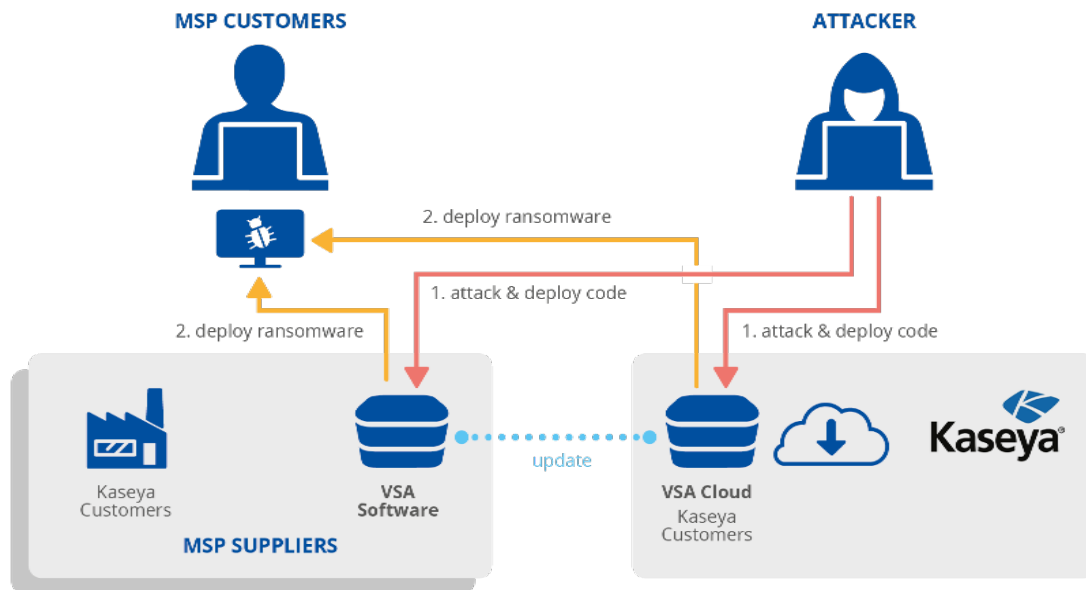 MSP CUSTOMERS
ATTACKER
2. deploy ransomware
1. attack & deploy code
2. deploy ransomware
1. attack & deploy code
Kaseya
Customers
VSA
Software
MSP SUPPLIERS
update
VSA Cloud
Kaseya
Customers
Kaseya®